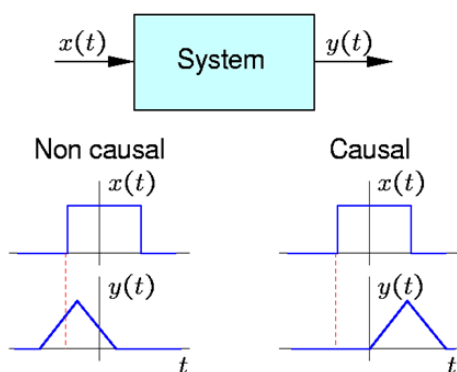 x(t) System y(t)
Non causal
x(t)
y(t)
t
Causal
x(t)
y(t)
t